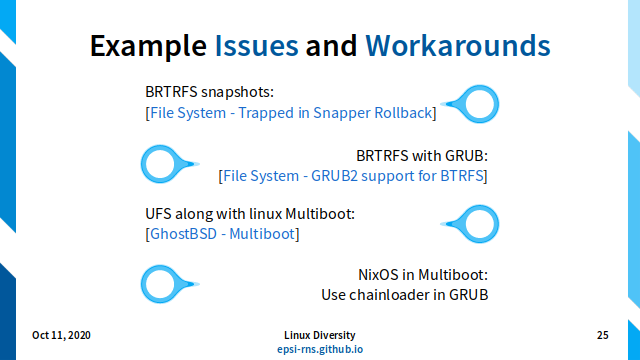 Example Issues and Workarounds
BRTRFS snapshots:
[File System - Trapped in Snapper Rollback]
BRTRFS with GRUB:
[File System - GRUB2 support for BTRFS]
UFS along with linux Multiboot:
[GhostBSD - Multiboot]
NixOS in Multiboot:
Use chainloader in GRUB
Oct 11, 2020
Linux Diversity
epsi-rns.github.io
25